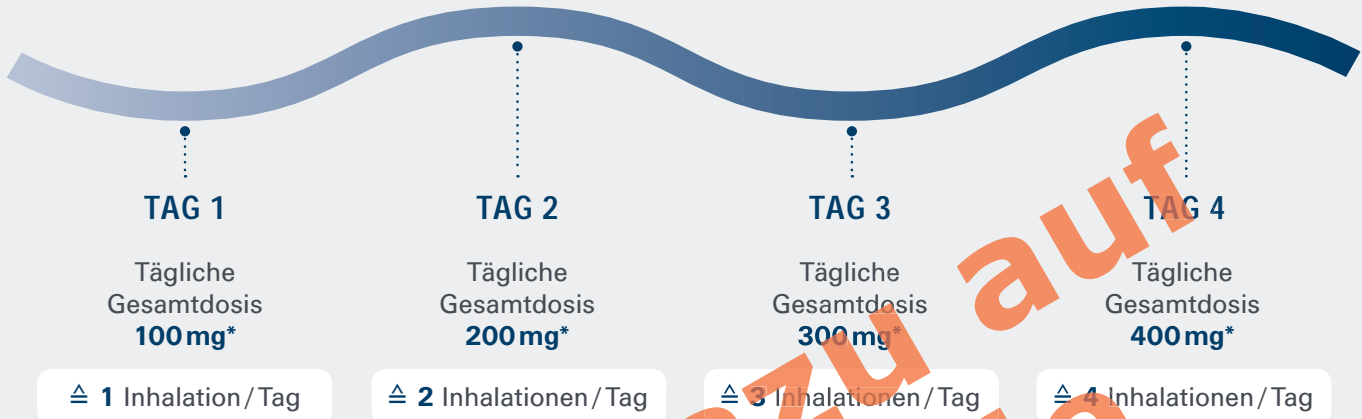 TAG 1
Tägliche
Gesamtdosis
100 mg*
≙ 1 Inhalation / Tag
TAG 2
Tägliche
Gesamtdosis
200 mg*
≙ 2 Inhalationen / Tag
TAG 3
Tägliche
Gesamtdosis
300 mg*
≙ 3 Inhalationen / Tag
TAG 4
Tägliche
Gesamtdosis
400 mg*
≙ 4 Inhalationen / Tag
zu auf